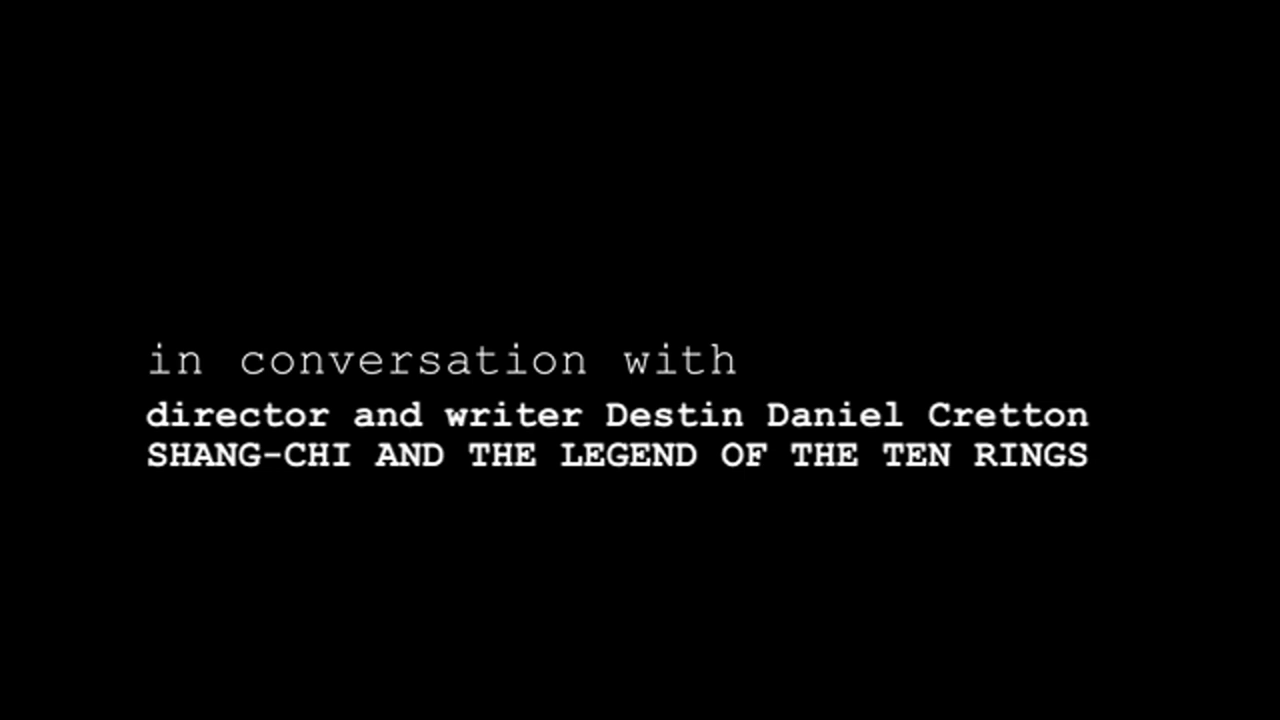 in conversation with
director and writer Destin Daniel Cretton
SHANG-CHI AND THE LEGEND OF THE TEN RINGS